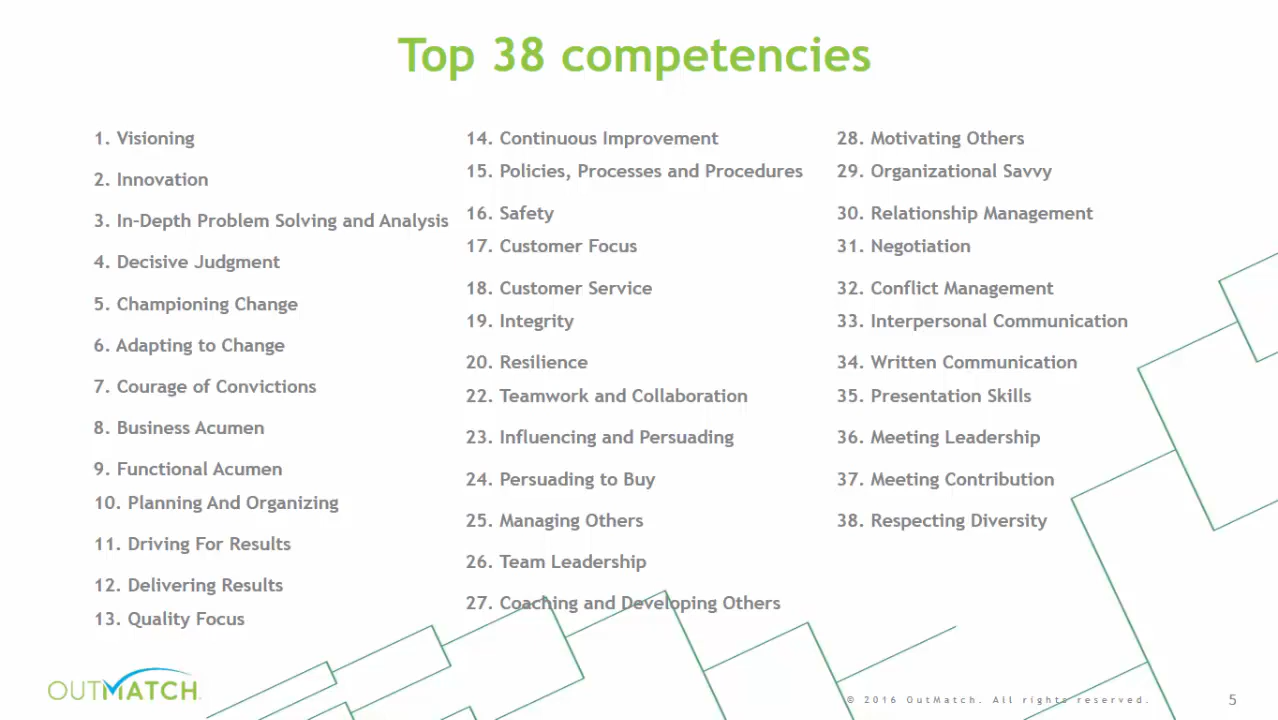 Top 38 competencies
1. Visioning
2. Innovation
3. In-Depth Problem Solving and Analysis
4. Decisive Judgment
5. Championing Change
6. Adapting to Change
7. Courage of Convictions
8. Business Acumen
9. Functional Acumen
10. Planning And Organizing
11. Driving For Results
12. Delivering Results
13. Quality Focus
14. Continuous Improvement
15. Policies, Processes and Procedures
16. Safety
17. Customer Focus
18. Customer Service
19. Integrity
20. Resilience
22. Teamwork and Collaboration
23. Influencing and Persuading
24. Persuading to Buy
25. Managing Others
26. Team Leadership
27. Coaching and Developing Others
28. Motivating Others
29. Organizational Savvy
30. Relationship Management
31. Negotiation
32. Conflict Management
33. Interpersonal Communication
34. Written Communication
35. Presentation Skills
36. Meeting Leadership
37. Meeting Contribution
38. Respecting Diversity
OUTMATCH
© 2016 OutMatch. All rights reserved.
5